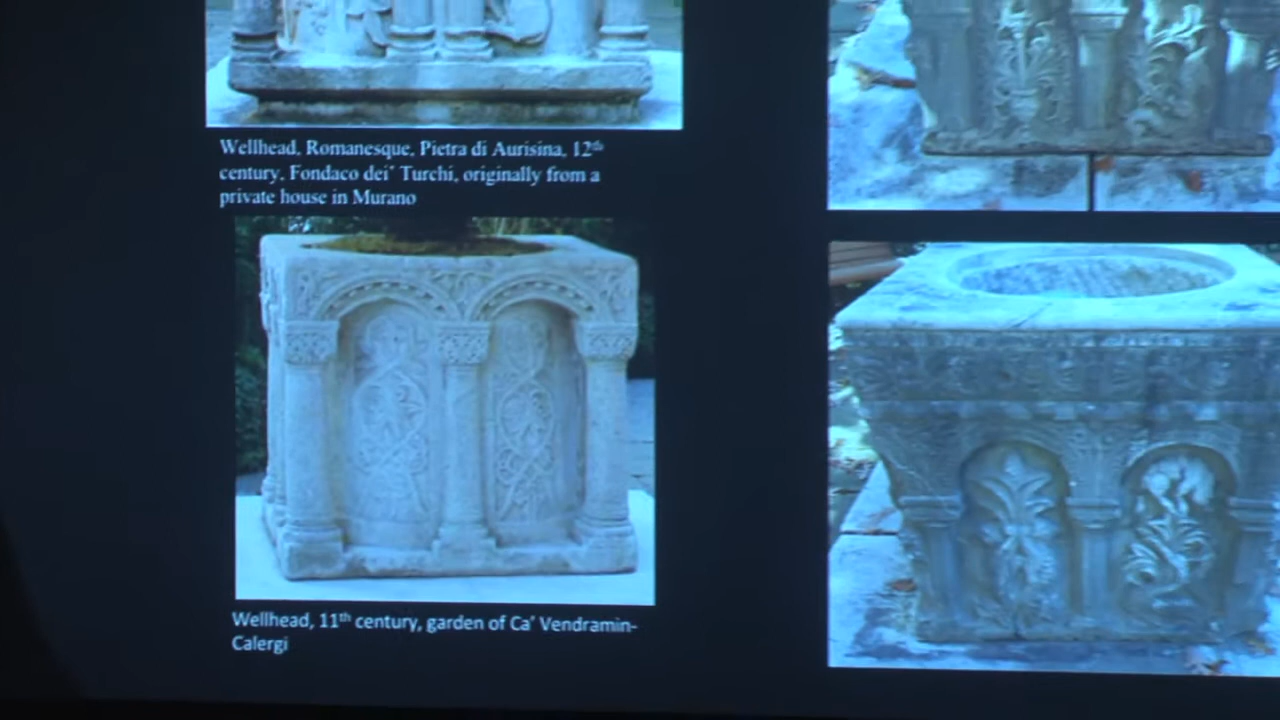 Wellhead, Romanesque, Pietra di Aurisina, 12th
century, Fondaco dei' Turchi, originally from a
private house in Murano
Wellhead, 11th century, garden of Ca' Vendramin-
Calergi